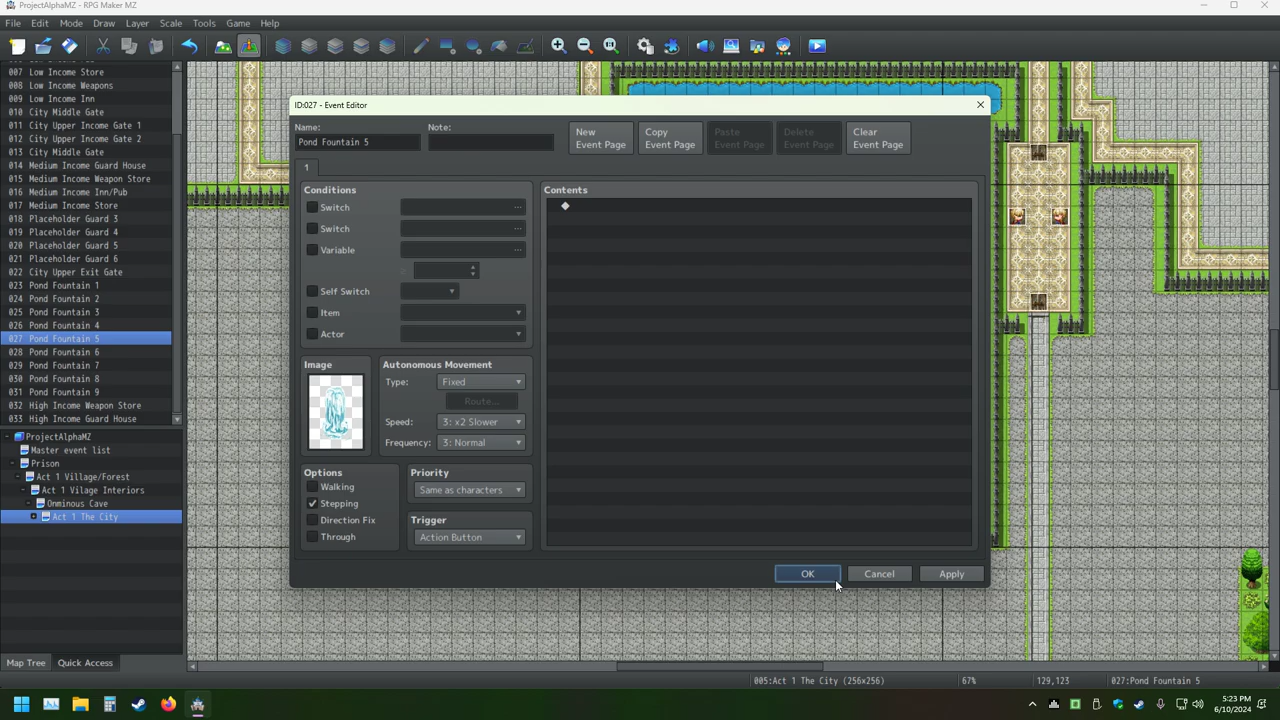 ProjectAlphaMZ - RPG Maker MZ
File Edit Mode Draw Layer Scale Tools Game Help
007 Low Income Store
008 Low Income Weapons
009 Low Income Inn
010 City Middle Gate
011 City Upper Income Gate 1
012 City Upper Income Gate 2
013 City Middle Gate
014 Medium Income Guard House
015 Medium Income Weapon Store
016 Medium Income Inn/Pub
017 Medium Income Store
018 Placeholder Guard 3
019 Placeholder Guard 4
020 Placeholder Guard 5
021 Placeholder Guard 6
022 City Upper Exit Gate
023 Pond Fountain 1
024 Pond Fountain 2
025 Pond Fountain 3
026 Pond Fountain 4
027 Pond Fountain 5
028 Pond Fountain 6
029 Pond Fountain 7
030 Pond Fountain 8
031 Pond Fountain 9
032 High Income Weapon Store
033 High Income Guard House
ProjectAlphaMZ
Master event list
Prison
Act 1 Village/Forest
Act 1 Vilage Interiors
Onminous Cave
Act 1 The City
Map Tree Quick Access
ID:027 - Event Editor
Name: Note:
Pond Fountain 5
New Event Page
Copy Event Page
Paste Event Page
Delete Event Page
Clear Event Page
1
Conditions
Switch
Switch
Variable
≥
Self Switch
Item
Actor
Image
Autonomous Movement
Type: Fixed
Route...
Speed: 3: x2 Slower
Frequency: 3: Normal
Options
Walking
Stepping
Direction Fix
Through
Priority
Same as characters
Trigger
Action Button
Contents
OK Cancel Apply
005:Act 1 The City (256x256) 67% 129,123 027:Pond Fountain 5
5:23 PM
6/10/2024